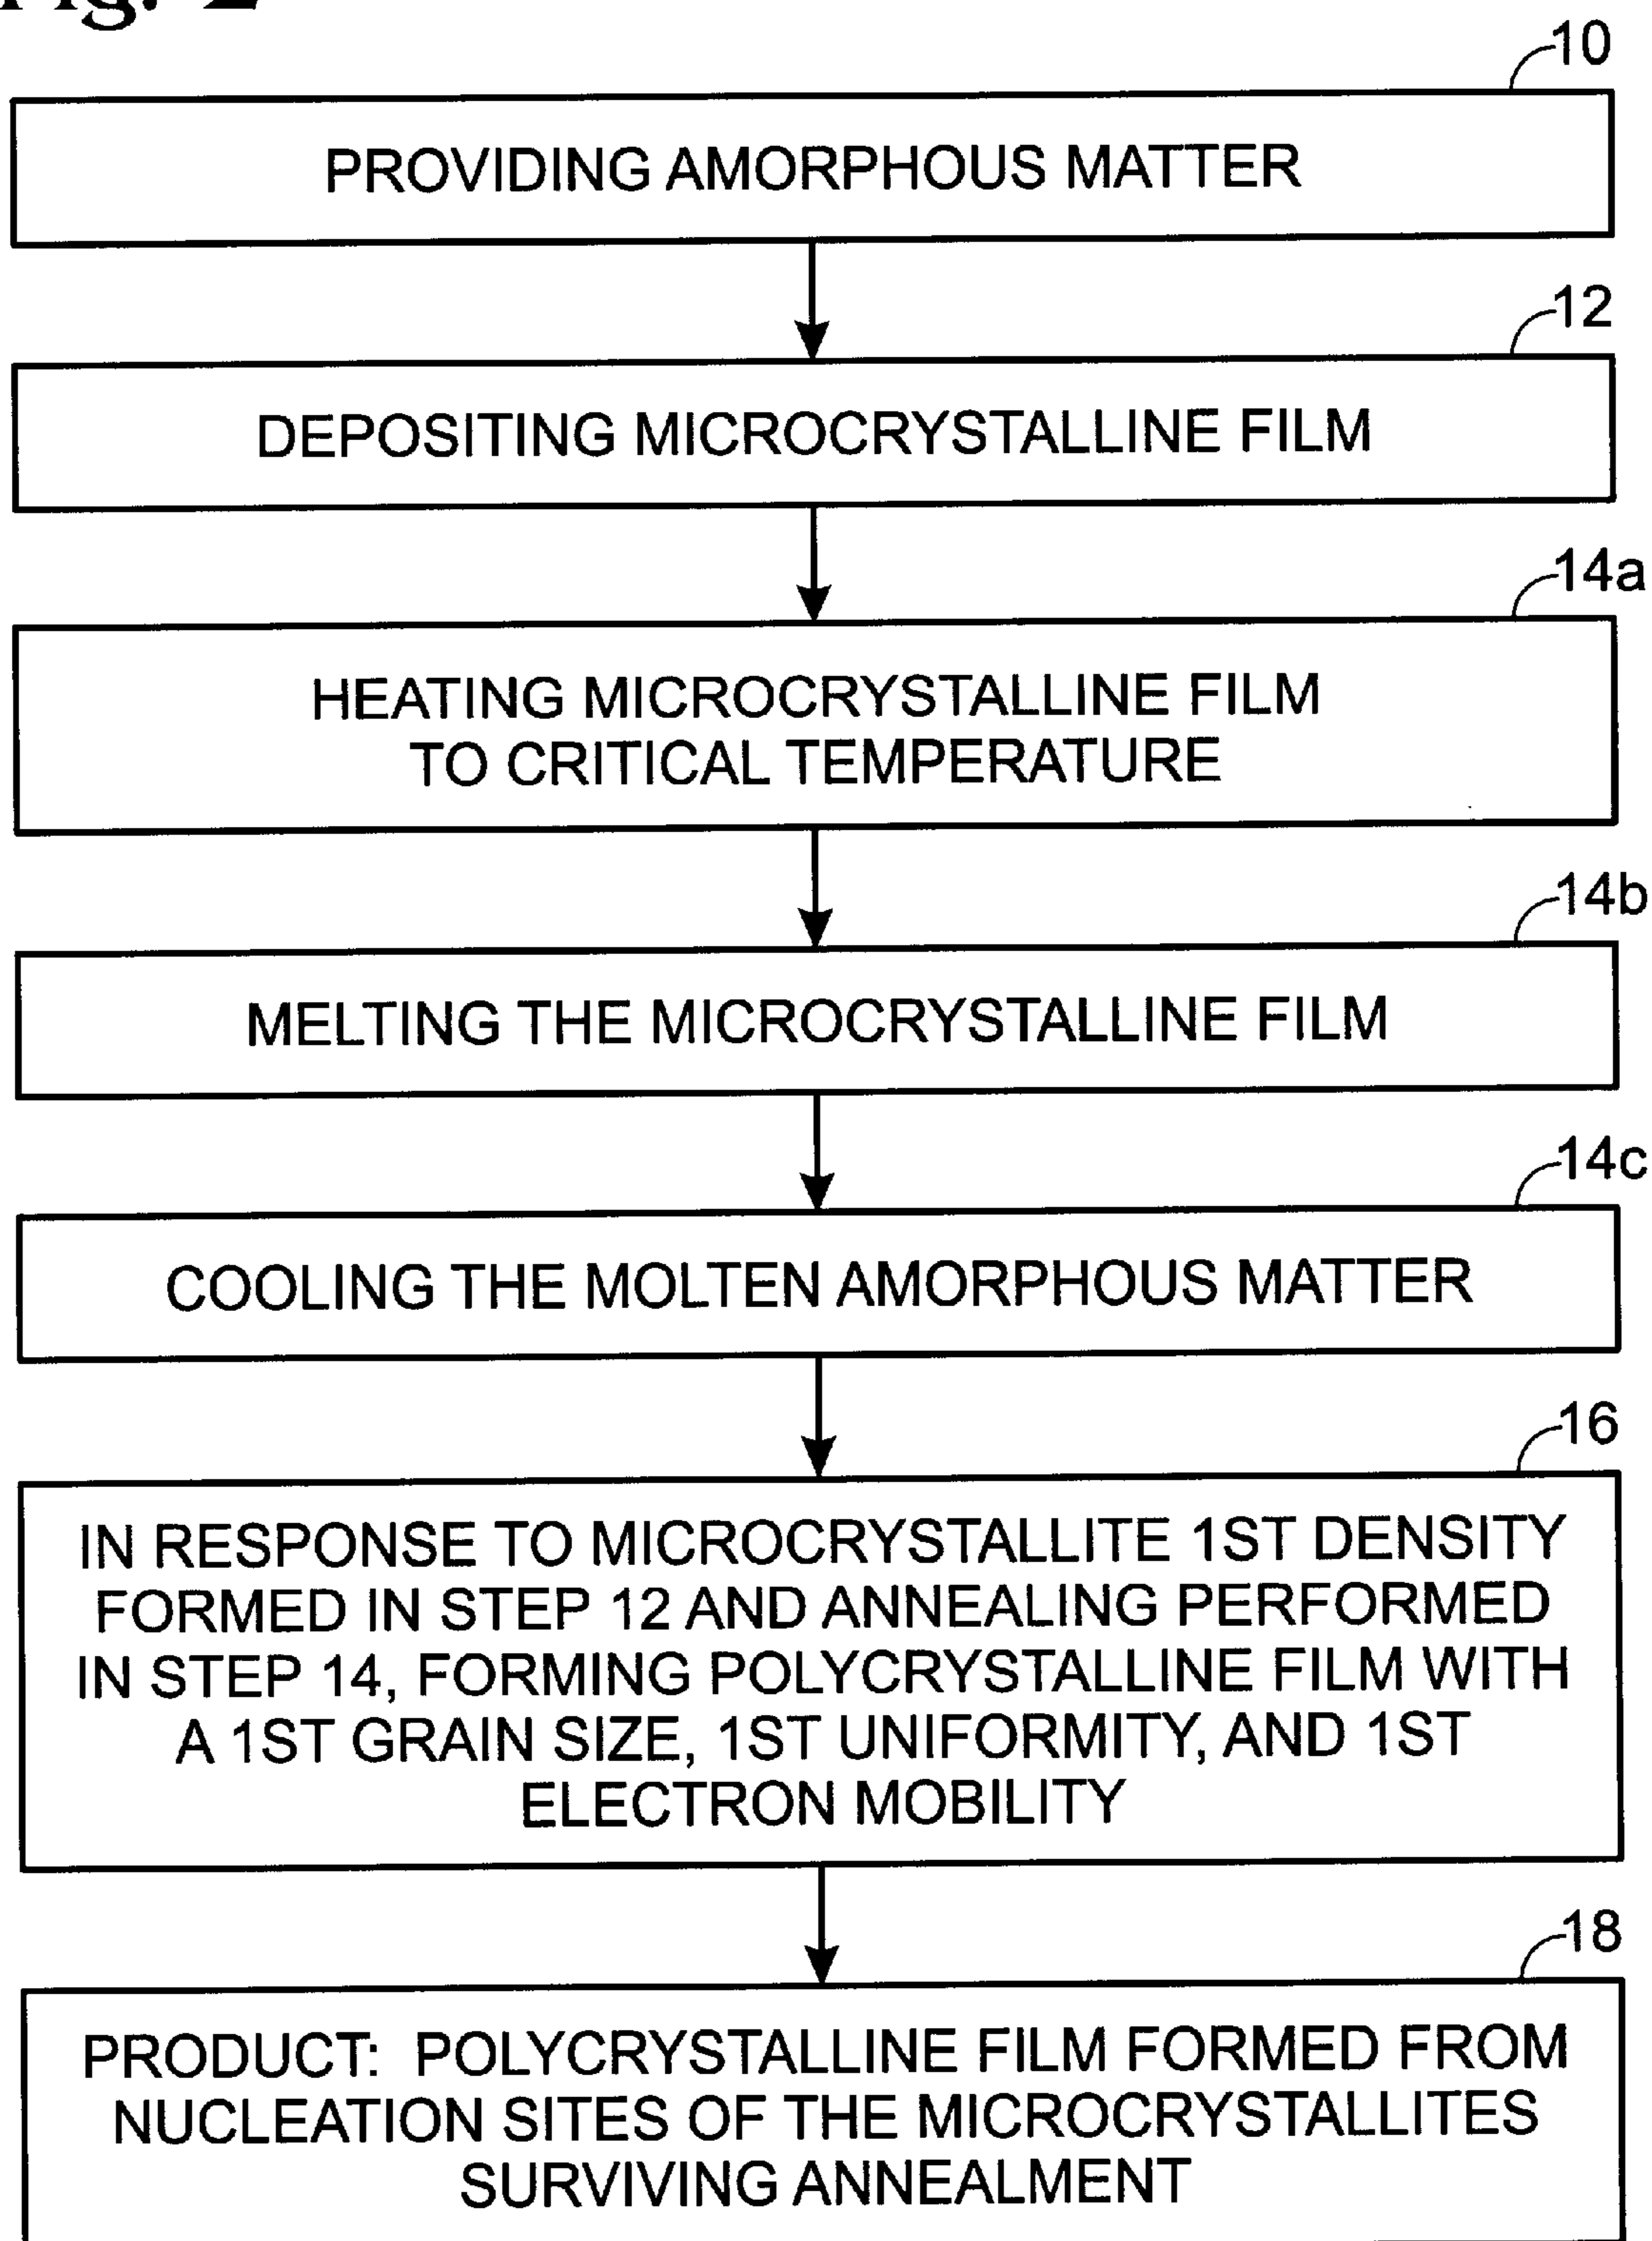 Fig. 2
10
PROVIDING AMORPHOUS MATTER
12
DEPOSITING MICROCRYSTALLINE FILM
14a
HEATING MICROCRYSTALLINE FILM
TO CRITICAL TEMPERATURE
14b
MELTING THE MICROCRYSTALLINE FILM
14c
COOLING THE MOLTEN AMORPHOUS MATTER
16
IN RESPONSE TO MICROCRYSTALLITE 1ST DENSITY
FORMED IN STEP 12 AND ANNEALING PERFORMED
IN STEP 14, FORMING POLYCRYSTALLINE FILM WITH
A 1ST GRAIN SIZE, 1ST UNIFORMITY, AND 1ST
ELECTRON MOBILITY
18
PRODUCT: POLYCRYSTALLINE FILM FORMED FROM
NUCLEATION SITES OF THE MICROCRYSTALLITES
SURVIVING ANNEALMENT